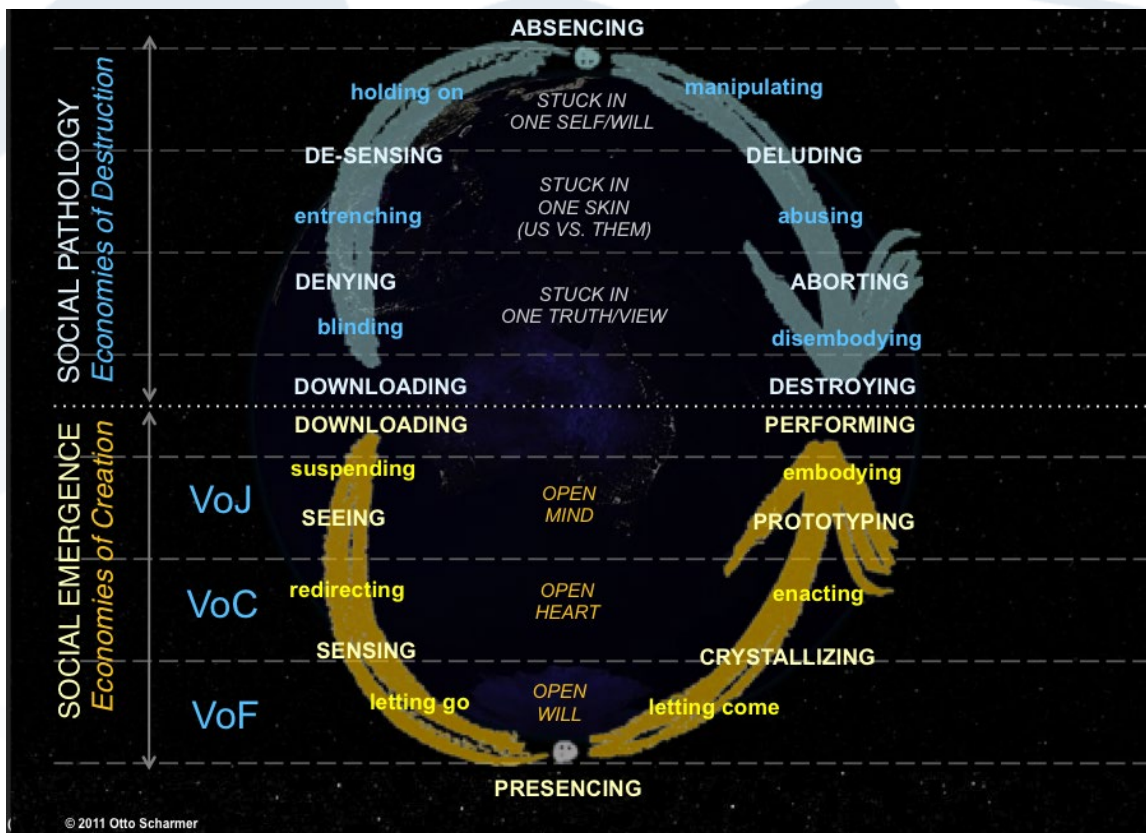 ABSENCING
holding on
manipulating
STUCK IN
ONE SELF/WILL
DE-SENSING
DELUDING
STUCK IN
ONE SKIN
(US VS. THEM)
entrenching
abusing
DENYING
ABORTING
STUCK IN
ONE TRUTH/VIEW
blinding
disembodying
DOWNLOADING
DESTROYING
SOCIAL PATHOLOGY
Economies of Destruction
DOWNLOADING
PERFORMING
suspending
embodying
VoJ
OPEN
MIND
SEEING
PROTOTYPING
redirecting
enacting
VoC
OPEN
HEART
SENSING
CRYSTALLIZING
letting go
letting come
VoF
OPEN
WILL
PRESENCING
SOCIAL EMERGENCE
Economies of Creation
© 2011 Otto Scharmer